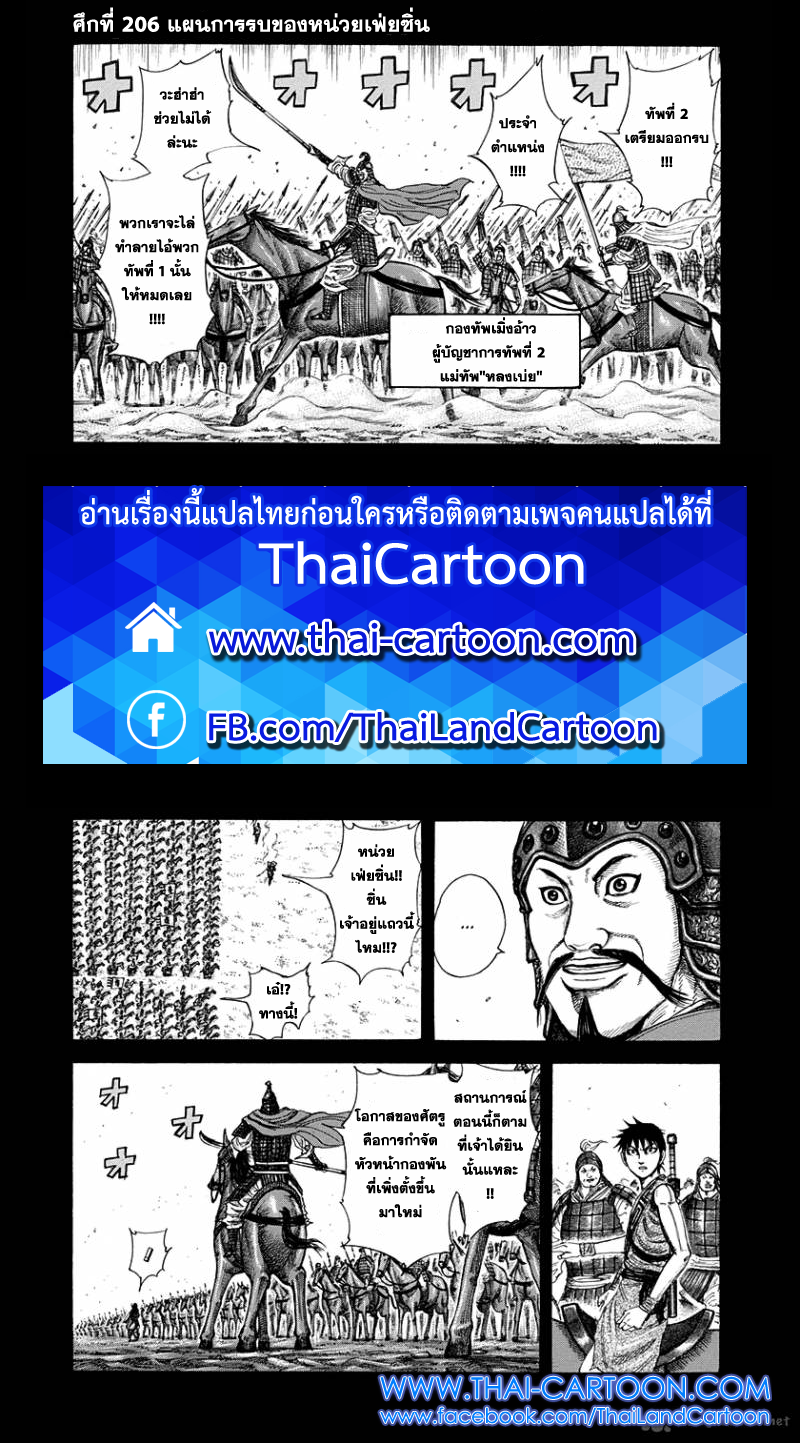 ศึกที่ 206 แผนการรบของหน่วยเฟยซิ่น
ทัพที่ 2
เตรียมออกรบ
!!!
ประจำ
ตำแหน่ง
!!!!
วะฮ่าฮ่า
ช่วยไม่ได้
ล่ะนะ
พวกเราจะไล่
ทำลายไอ้พวก
ทัพที่ 1 นั้น
ให้หมดเลย
!!!!
กองทัพเมิ่งอ้าว
ผู้บัญชาการทัพที่ 2
แม่ทัพ"หลงเบ่ย"
อ่านเรื่องนี้แปลไทยก่อนใครหรือติดตามเพจคนแปลได้ที่
ThaiCartoon
www.thai-cartoon.com
f
FB.com/ThaiLandCartoon
...
หน่วย
เฟยซิ่น!!
ซิ่น
เจ้าอยู่แถวนี้
ไหม!!?
เอ๋!?
ทางนี้!
สถานการณ์
ตอนนี้ก็ตาม
ที่เจ้าได้ยิน
นั้นแหละ
!!
โอกาสของศัตรู
คือการกำจัด
หัวหน้ากองพัน
ที่เพิ่งตั้งขึ้น
มาใหม่
WWW.THAI-CARTOON.COM
www.facebook.com/ThaiLandCartoon